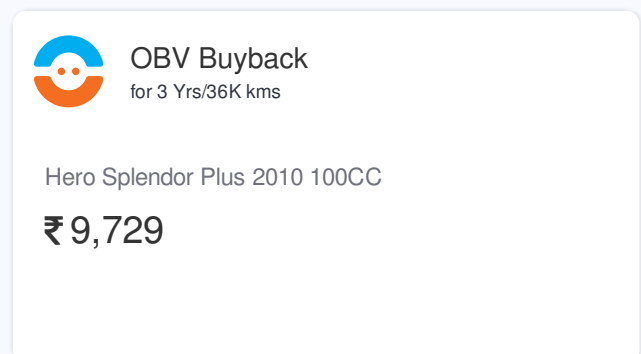 OBV Buyback
for 3 Yrs/36K kms
Hero Splendor Plus 2010 100CC
₹ 9,729